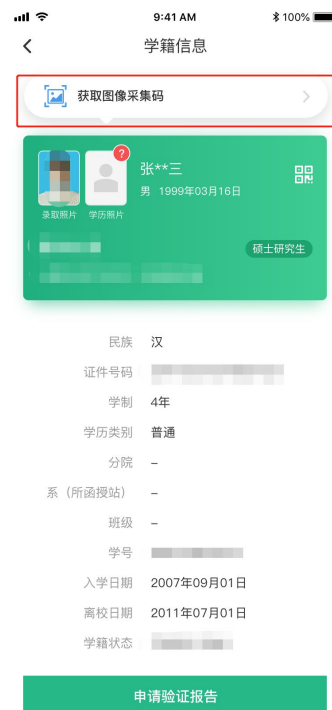 9:41 AM
100%
学籍信息
获取图像采集码
?
张**三
男 1999年03月16日
录取照片 学历照片
硕士研究生
民族 汉
证件号码
学制 4年
学历类别 普通
分院 –
系（所函授站） –
班级 –
学号
入学日期 2007年09月01日
离校日期 2011年07月01日
学籍状态
申请验证报告